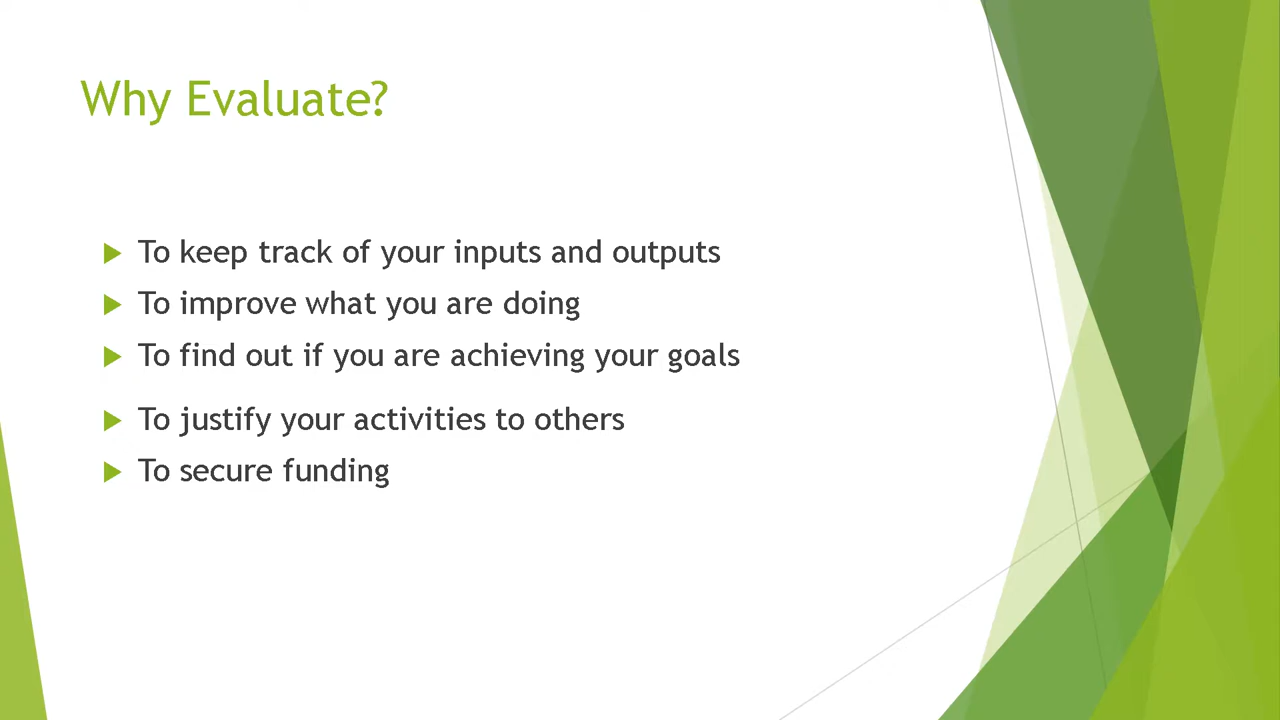 Why Evaluate?
To keep track of your inputs and outputs
To improve what you are doing
To find out if you are achieving your goals
To justify your activities to others
To secure funding